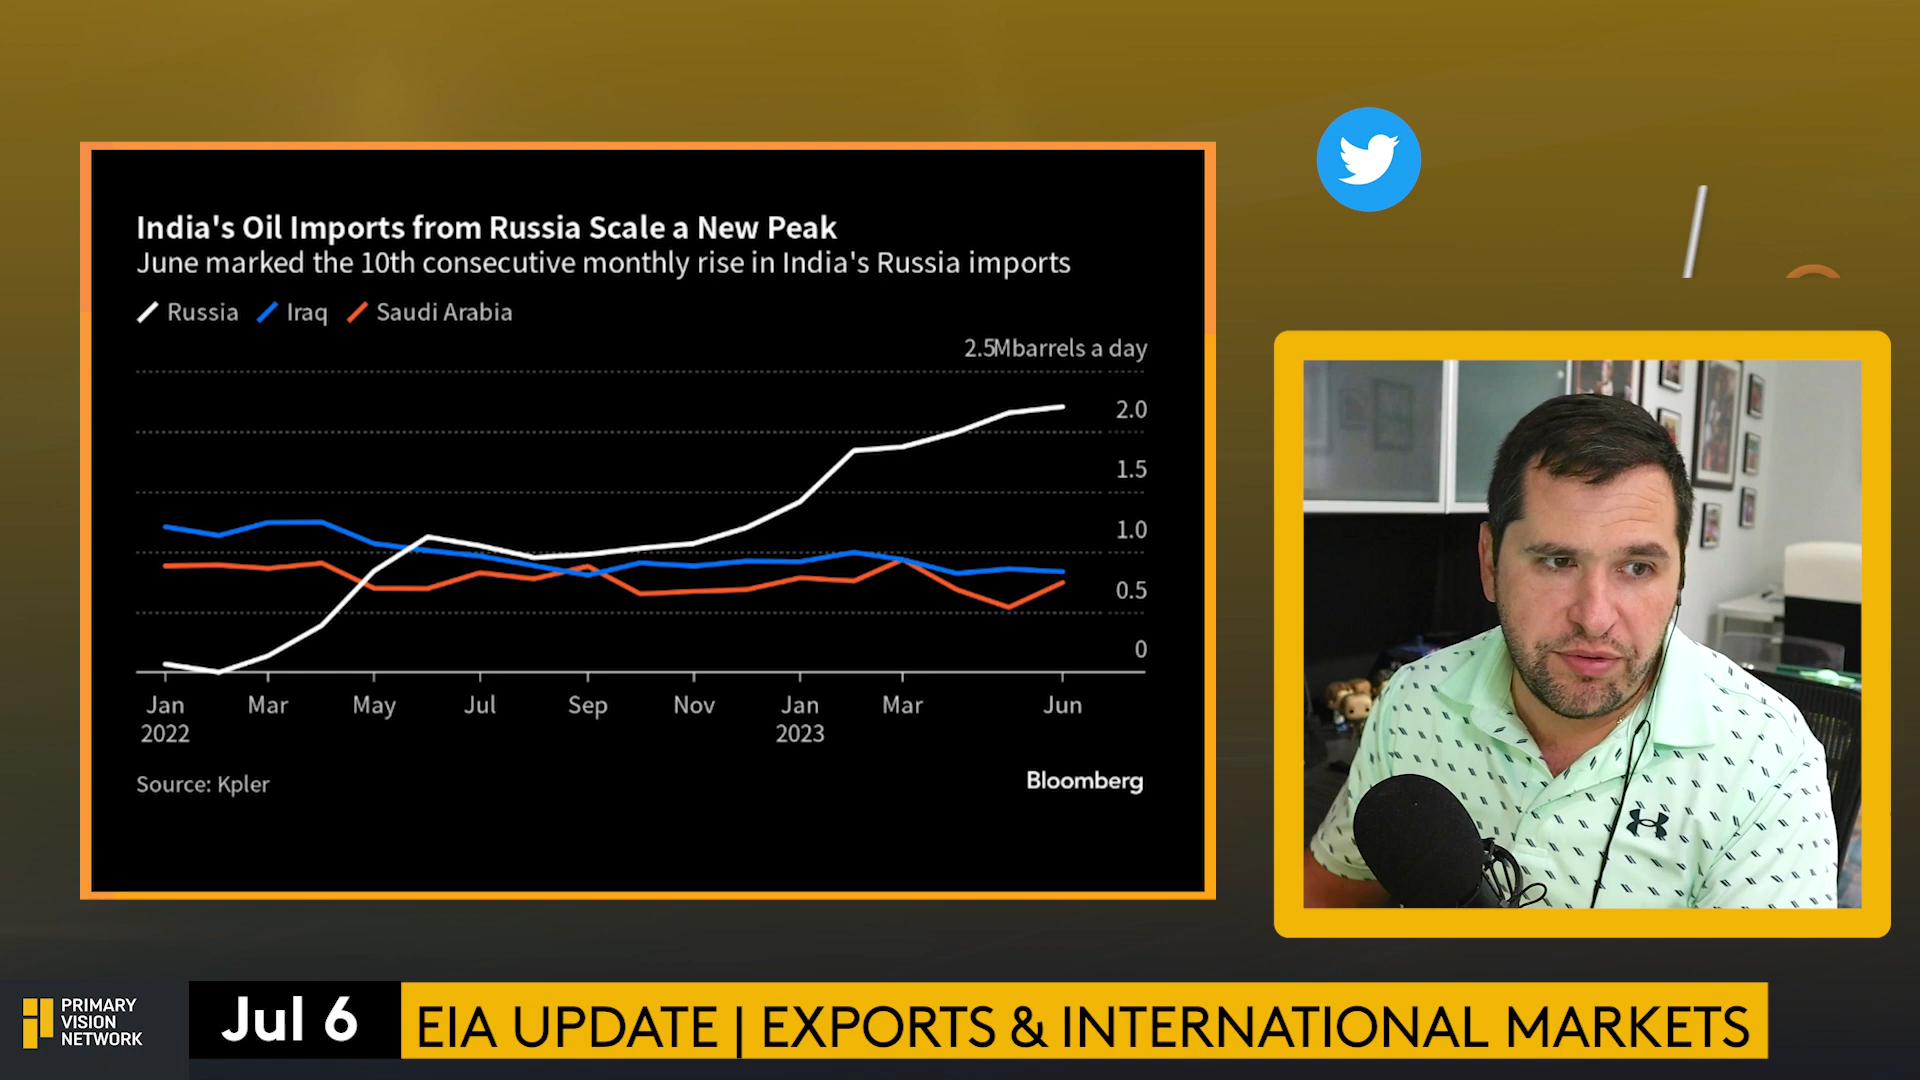 India's Oil Imports from Russia Scale a New Peak
June marked the 10th consecutive monthly rise in India's Russia imports
Russia Iraq Saudi Arabia
2.5Mbarrels a day
2.0
1.5
1.0
0.5
0
Jan Mar May Jul Sep Nov Jan Mar Jun
2022 2023
Source: Kpler Bloomberg
PRIMARY
VISION
NETWORK
Jul 6
EIA UPDATE | EXPORTS & INTERNATIONAL MARKETS